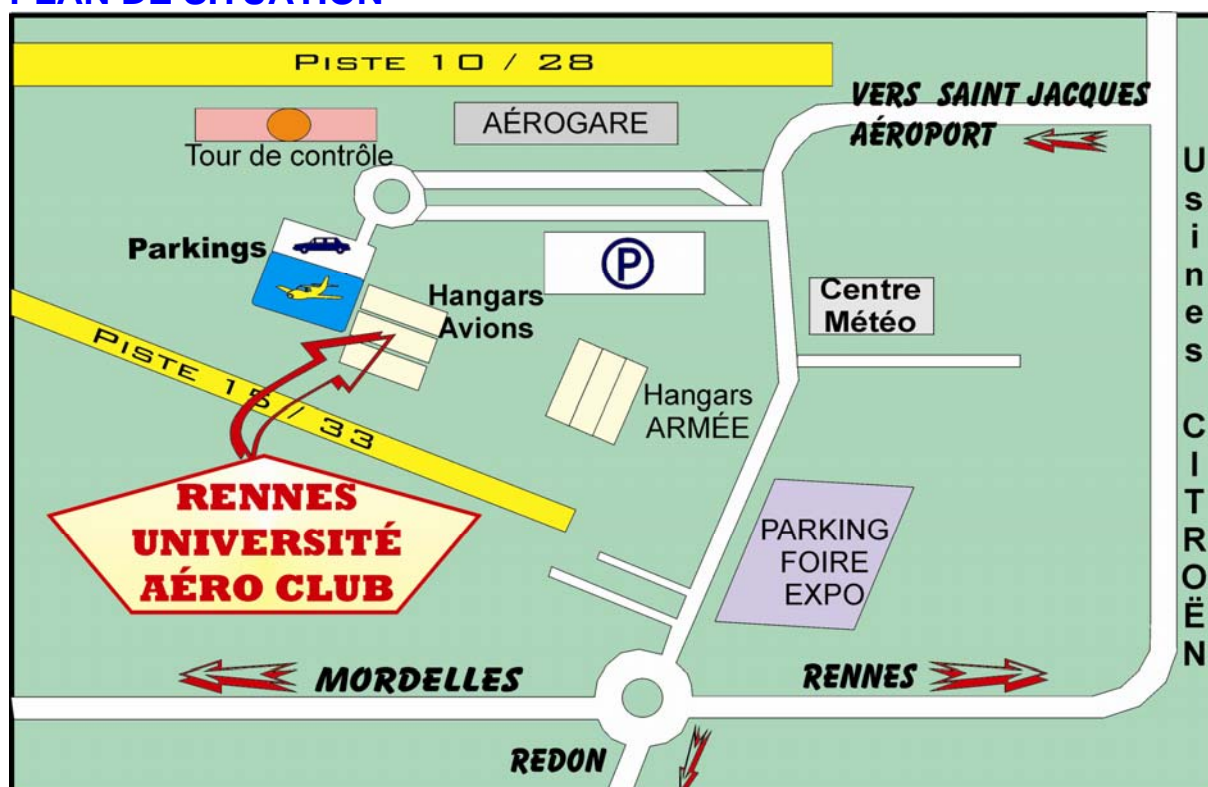 PLAN DE SITUATION
PISTE 10 / 28
VERS SAINT JACQUES
AÉROPORT
AÉROGARE
Tour de contrôle
Parkings
P
Hangars
Avions
Centre
Météo
PISTE 15 / 33
Hangars
ARMÉE
Usines CITROËN
RENNES
UNIVERSITÉ
AÉRO CLUB
PARKING
FOIRE
EXPO
MORDELLES
RENNES
REDON